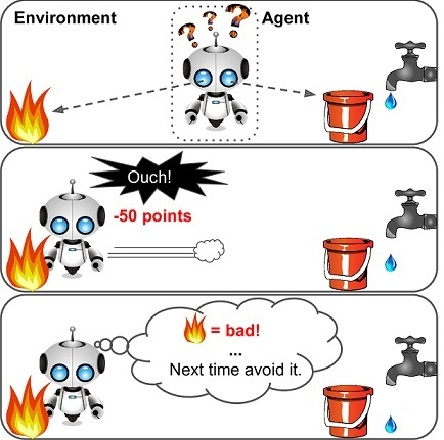 Environment
Agent
? ? ?
Ouch!
-50 points
= bad!
...
Next time avoid it.